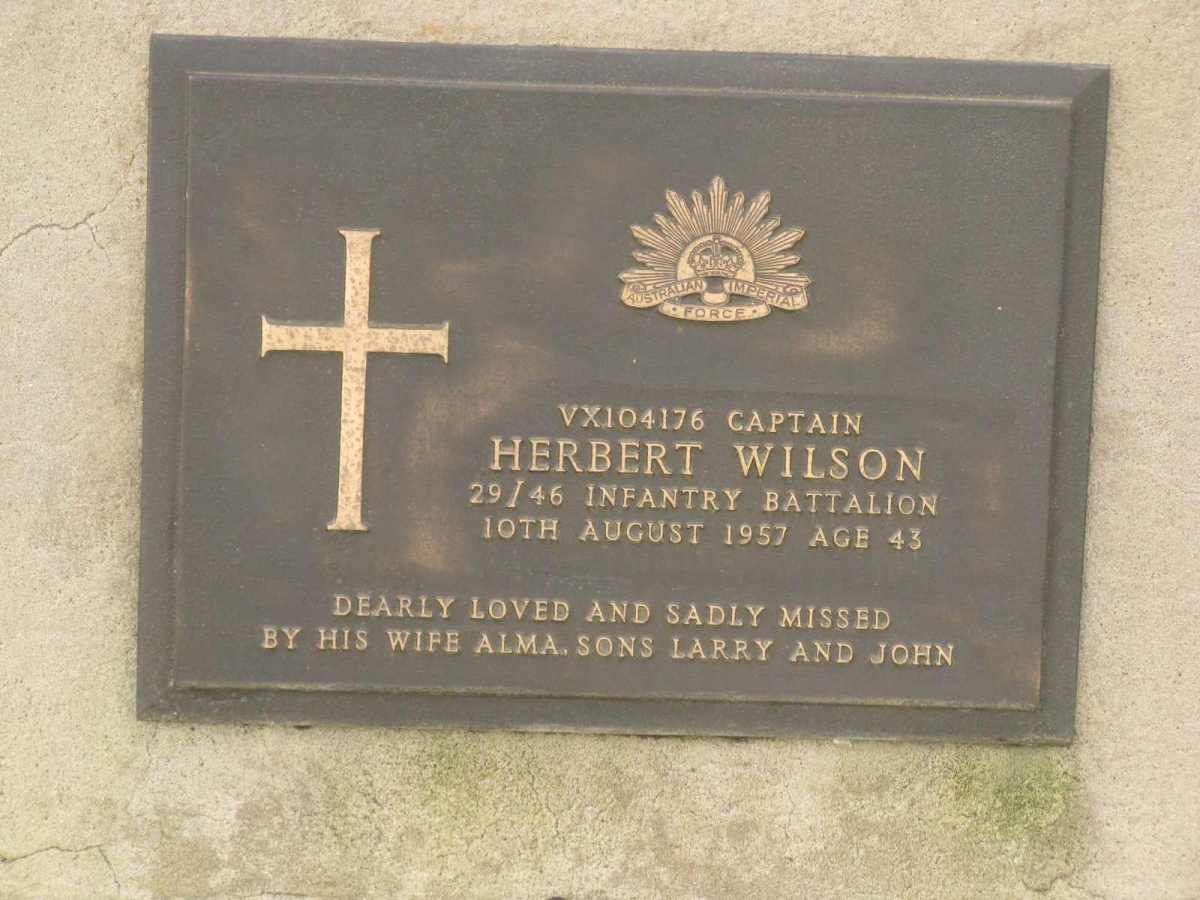 AUSTRALIAN IMPERIAL
FORCE
VX104176 CAPTAIN
HERBERT WILSON
29/46 INFANTRY BATTALION
10TH AUGUST 1957 AGE 43
DEARLY LOVED AND SADLY MISSED
BY HIS WIFE ALMA. SONS LARRY AND JOHN